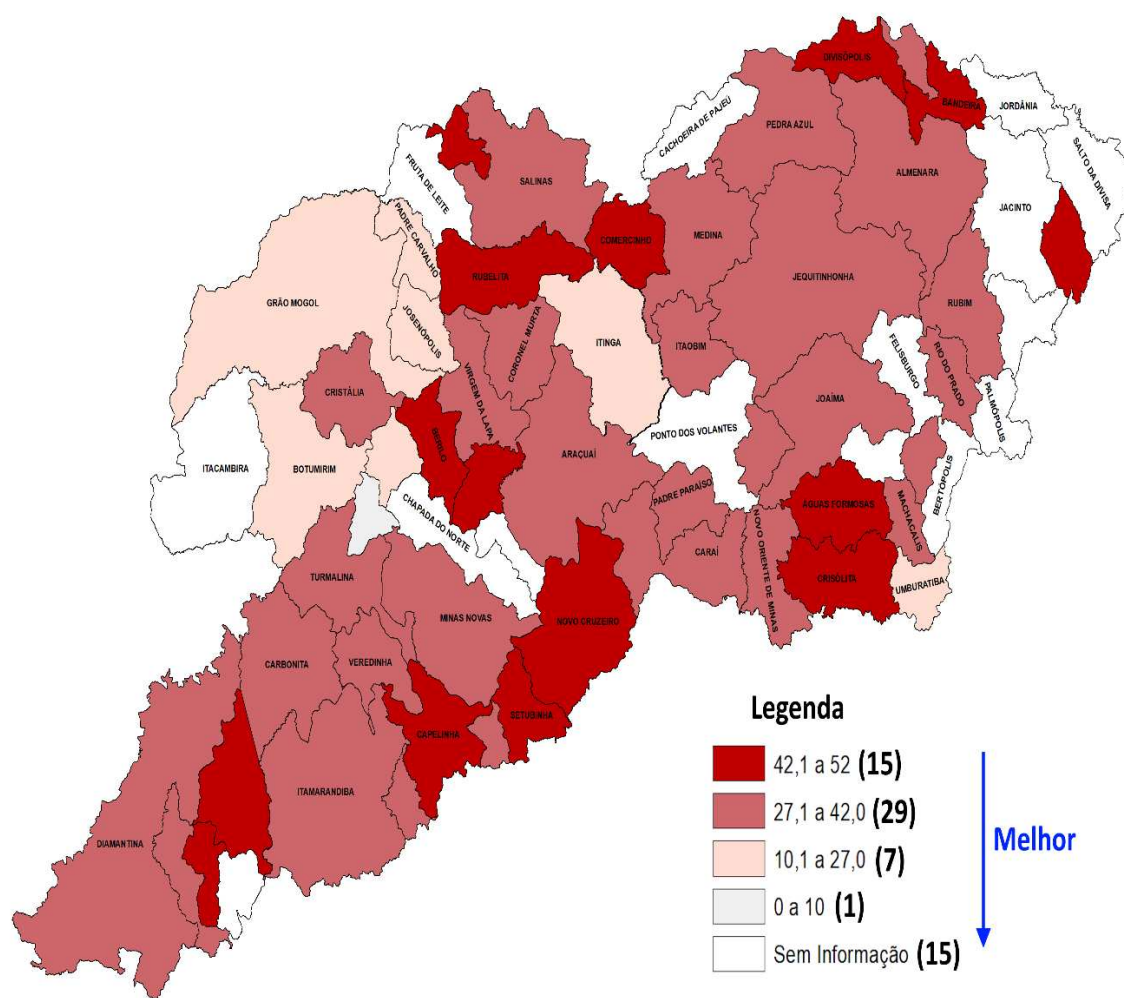 DIVISÓPOLIS
BANDEIRA
JORDÂNIA
CACHOEIRA DE PAJEÚ
PEDRA AZUL
SALTO DA DIVISA
ALMENARA
FRUTA DE LEITE
SALINAS
JACINTO
PADRE CARVALHO
COMERCINHO
MEDINA
RUBELITA
JEQUITINHONHA
GRÃO MOGOL
RUBIM
JOSENÓPOLIS
CORONEL MURTA
ITINGA
ITAOBIM
FELISBURGO
RIO DO PRADO
VIRGEM DA LAPA
CRISTÁLIA
JOAÍMA
PALMÓPOLIS
PONTO DOS VOLANTES
BERILO
ARAÇUAÍ
ITACAMBIRA
BOTUMIRIM
BERTÓPOLIS
CHAPADA DO NORTE
PADRE PARAÍSO
ÁGUAS FORMOSAS
MACHACALIS
NOVO ORIENTE DE MINAS
CARAÍ
TURMALINA
CRISÓLITA
UMBURATIBA
MINAS NOVAS
NOVO CRUZEIRO
CARBONITA
VEREDINHA
SETUBINHA
CAPELINHA
ITAMARANDIBA
DIAMANTINA
Legenda
42,1 a 52 (15)
27,1 a 42,0 (29)
10,1 a 27,0 (7)
0 a 10 (1)
Sem Informação (15)
Melhor